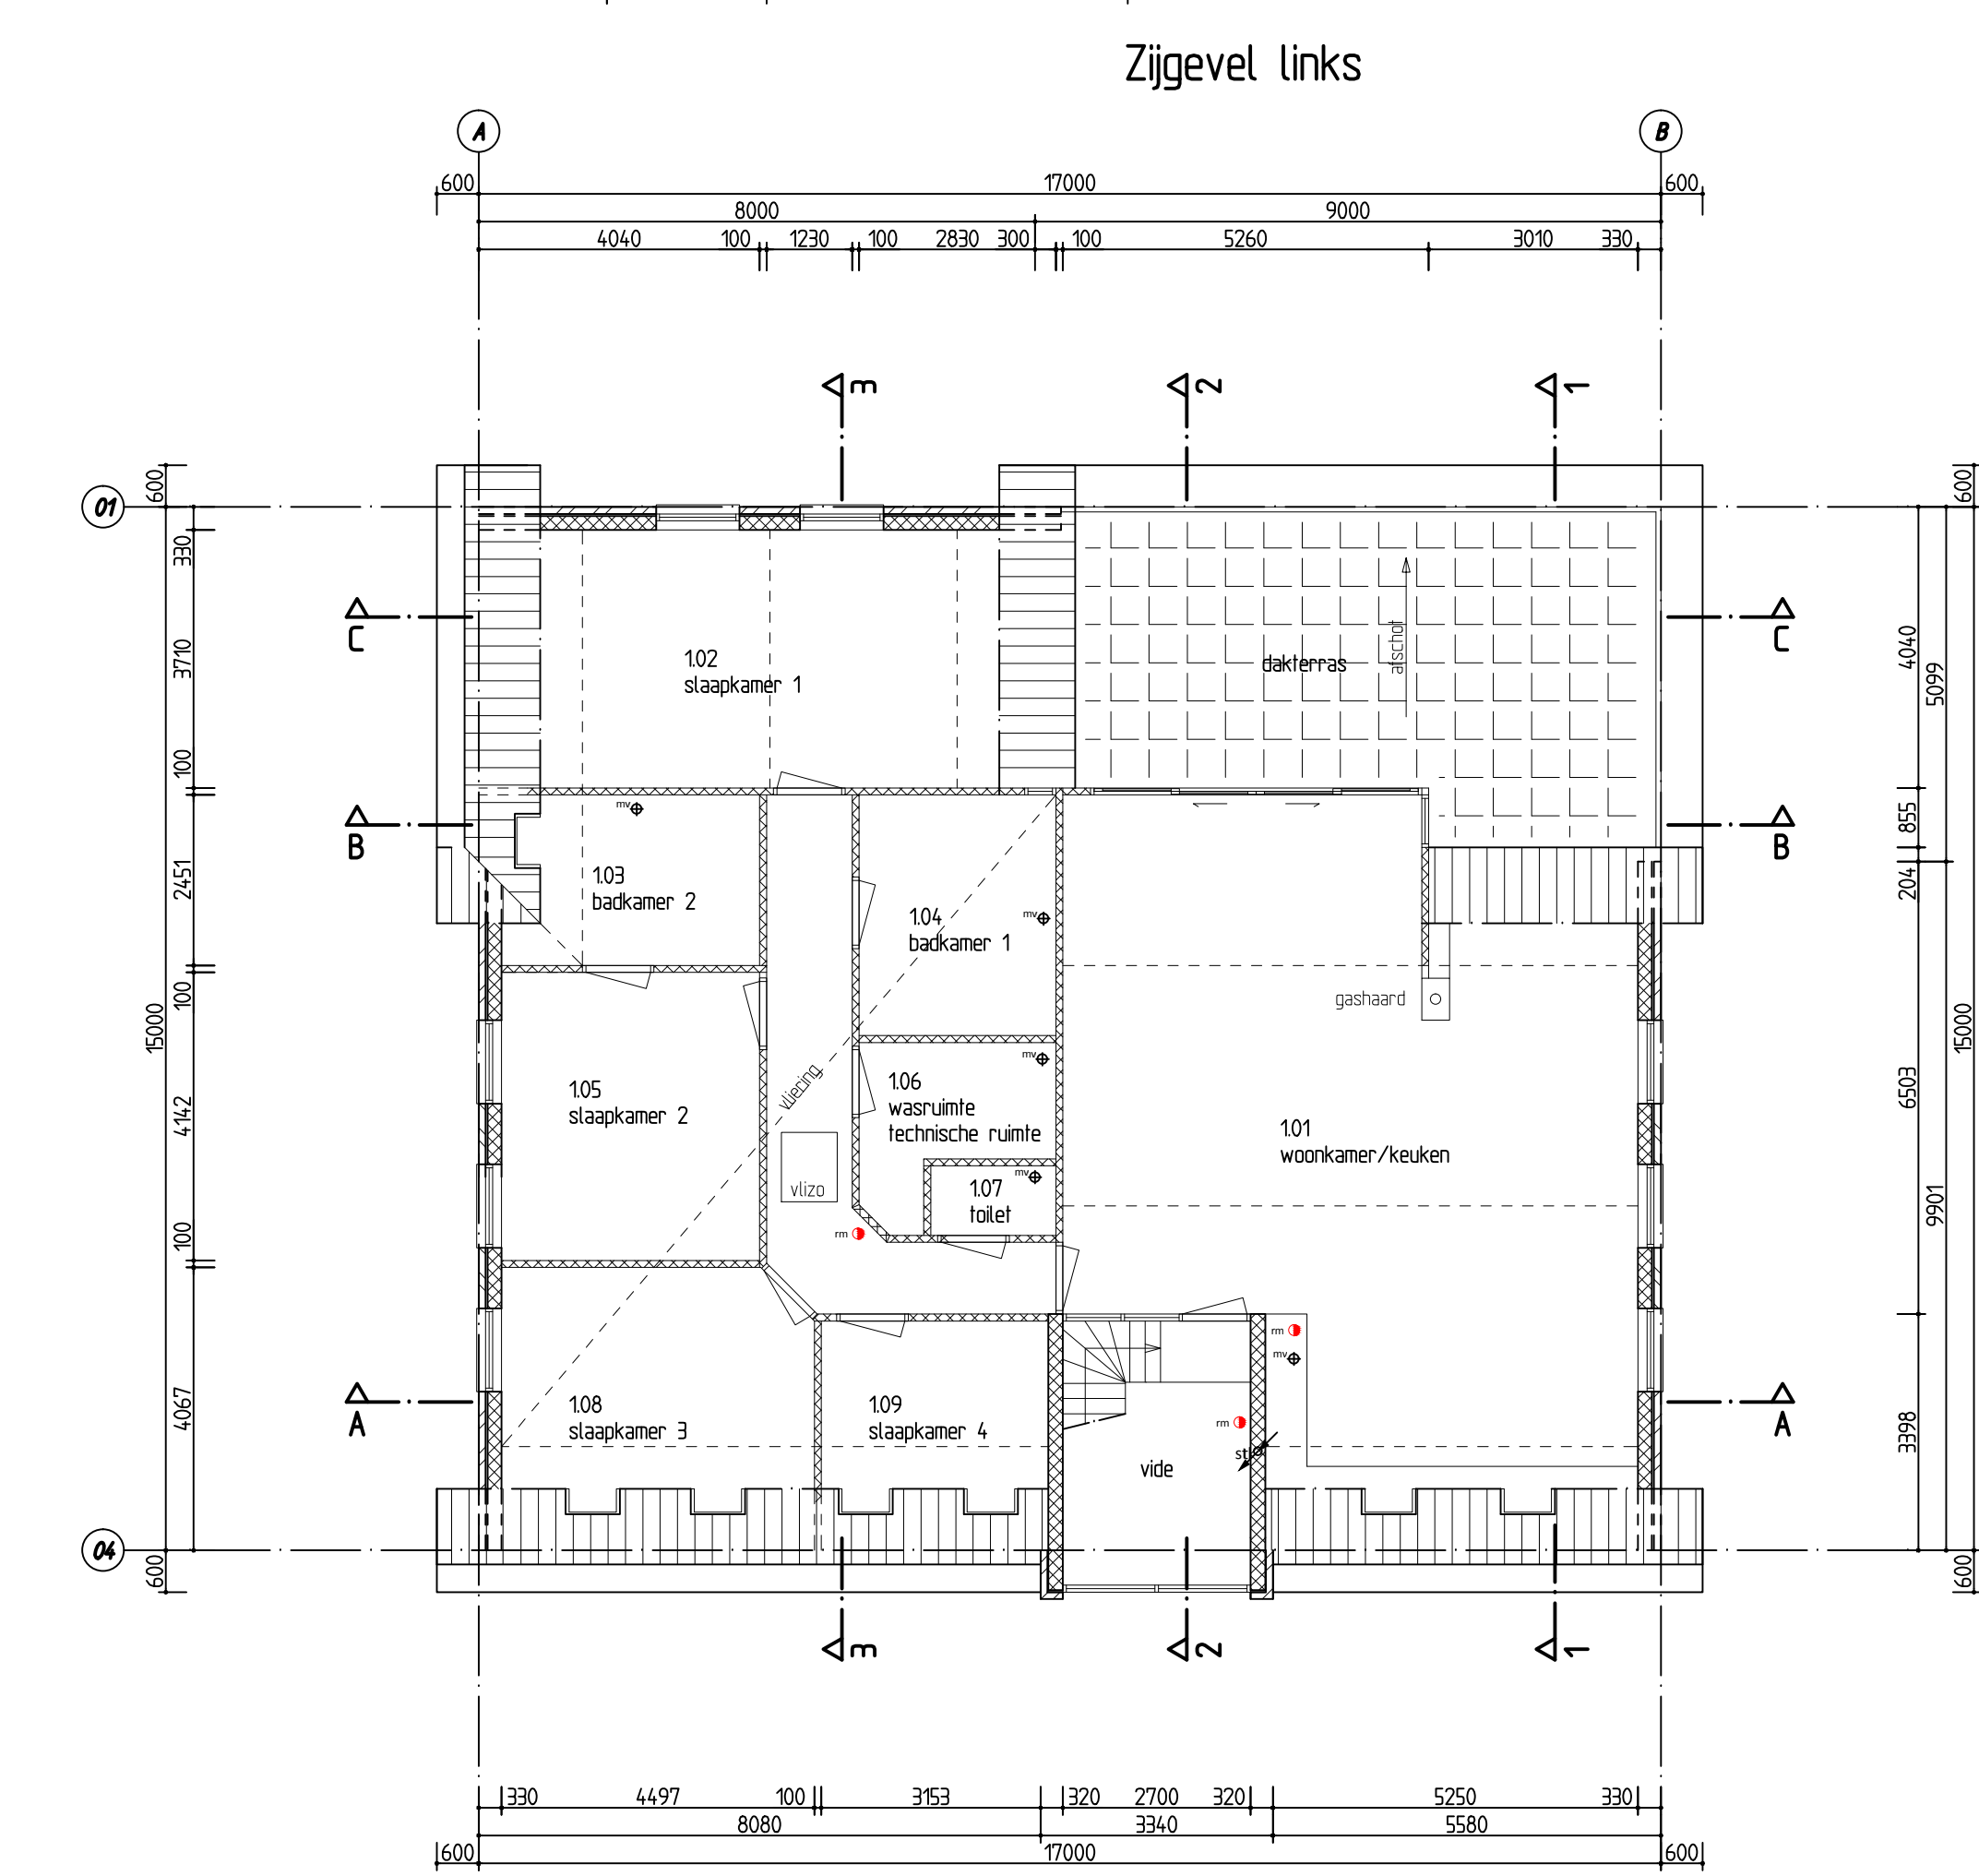 Zijgevel links
A
B
600
17000
600
8000
9000
4040
100
1230
100
2830
300
100
5260
3010
330
3
2
1
600
600
01
330
C
C
3710
4040
5099
1.02
slaapkamer 1
dakterras
afschot
100
B
B
mv
855
2451
204
1.03
badkamer 2
1.04
badkamer 1
mv
100
gashaard
15000
15000
mv
1.05
slaapkamer 2
vliering
1.06
wasruimte
technische ruimte
4142
6503
1.01
woonkamer/keuken
mv
1.07
toilet
vlizo
9901
100
rm
rm
mv
4067
A
A
3398
1.08
slaapkamer 3
1.09
slaapkamer 4
rm
vide
04
600
600
3
2
1
330
4497
100
3153
320
2700
320
5250
330
8080
3340
5580
600
17000
600